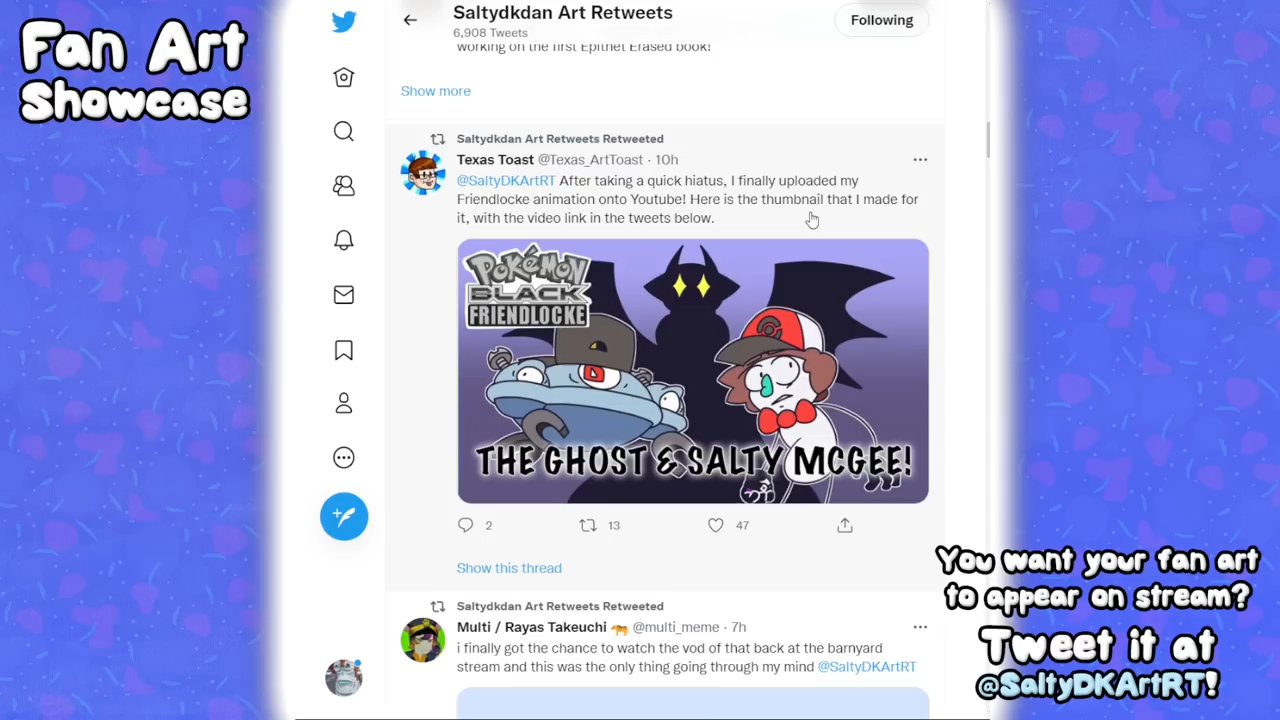 Fan Art
Showcase
Saltydkdan Art Retweets
6,908 Tweets
Following
working on the first Epithet Erased book!
Show more
Saltydkdan Art Retweets Retweeted
Texas Toast @Texas_ArtToast · 10h
@SaltyDKArtRT After taking a quick hiatus, I finally uploaded my
Friendlocke animation onto Youtube! Here is the thumbnail that I made for
it, with the video link in the tweets below.
POKéMON
BLACK
FRIENDLOCKE
THE GHOST & SALTY MCGEE!
2
13
47
Show this thread
Saltydkdan Art Retweets Retweeted
Multi / Rayas Takeuchi 🐅 @multi_meme · 7h
i finally got the chance to watch the vod of that back at the barnyard
stream and this was the only thing going through my mind @SaltyDKArtRT
You want your fan art
to appear on stream?
Tweet it at
@SaltyDKArtRT!